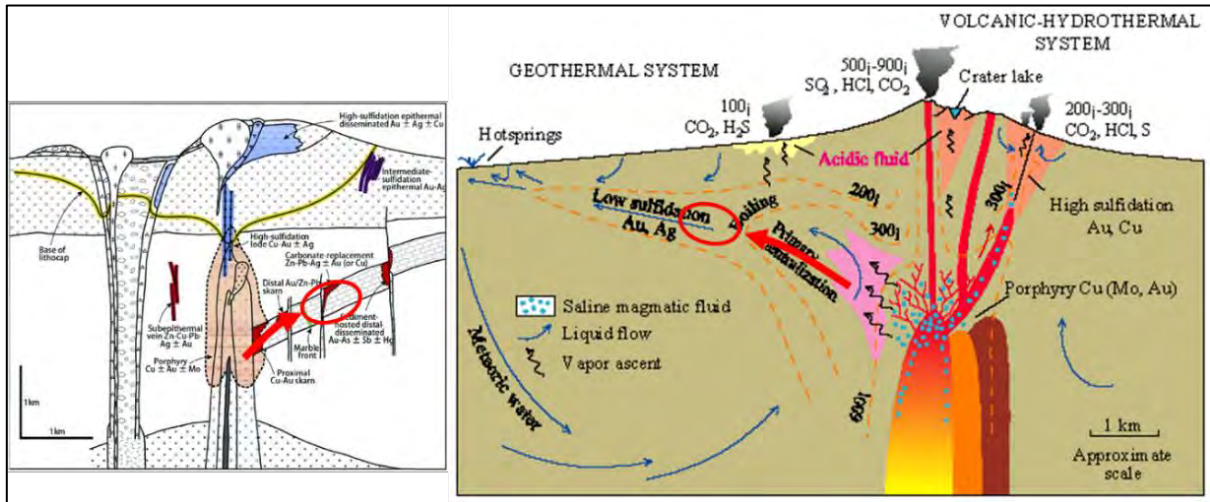 High-sulfidation epithermal
disseminated Au ± Ag ± Cu
Intermediate-
sulfidation
epithermal Au-Ag
Base of
lithocap
High-sulfidation
lode Cu-Au ± Ag
Carbonate-replacement
Zn-Pb-Ag ± Au (or Cu)
Distal Au/Zn-Pb
skarn
Subepithermal
vein Zn-Cu-Pb-
Ag ± Au
hosted distal-
disseminated
Au-As ± Sb ± Hg
Marble
front
Porphyry
Cu ± Au ± Mo
Proximal
Cu-Au skarn
1km
1km
VOLCANIC-HYDROTHERMAL
SYSTEM
GEOTHERMAL SYSTEM
500¡-900¡
SO2, HCl, CO2
Crater lake
100¡
CO2, H2S
200¡-300¡
CO2, HCl, S
Hotsprings
Acidic fluid
200¡
300¡
300¡
Low sulfidation
Au, Ag
Primary
High sulfidation
Au, Cu
Porphyry Cu (Mo, Au)
Saline magmatic fluid
Liquid flow
Vapor ascent
Meteoric water
600¡
1 km
Approximate
scale